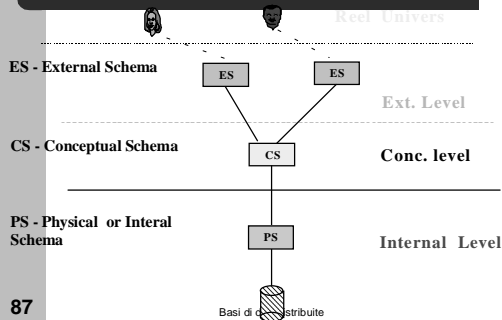 Reel Univers
ES - External Schema
ES
ES
Ext. Level
CS - Conceptual Schema
CS
Conc. level
PS - Physical or Interal
Schema
PS
Internal Level
87
Basi di